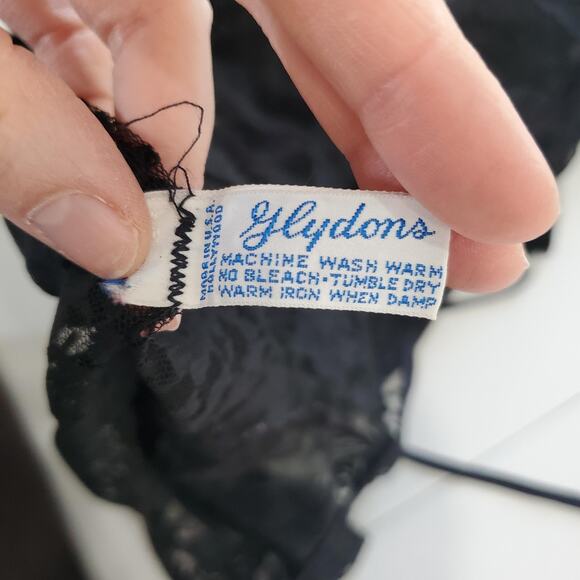 Glydons
MACHINE WASH WARM
NO BLEACH·TUMBLE DRY
WARM IRON WHEN DAMP
MADE IN U.S.A.
HOLLYWOOD